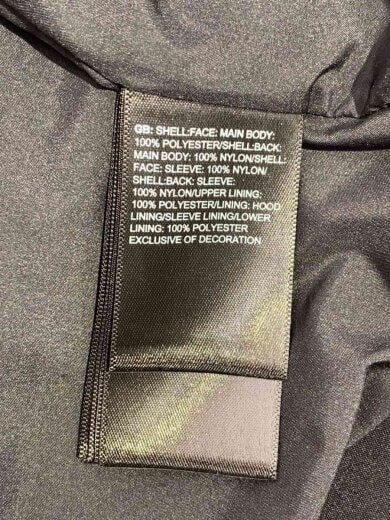 GB: SHELL:FACE: MAIN BODY:
100% POLYESTER/SHELL:BACK:
MAIN BODY: 100% NYLON/SHELL:
FACE: SLEEVE: 100% NYLON/
SHELL:BACK: SLEEVE:
100% NYLON/UPPER LINING:
100% POLYESTER/LINING: HOOD
LINING/SLEEVE LINING/LOWER
LINING: 100% POLYESTER
EXCLUSIVE OF DECORATION